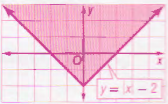 y
O
x
y = |x| - 2